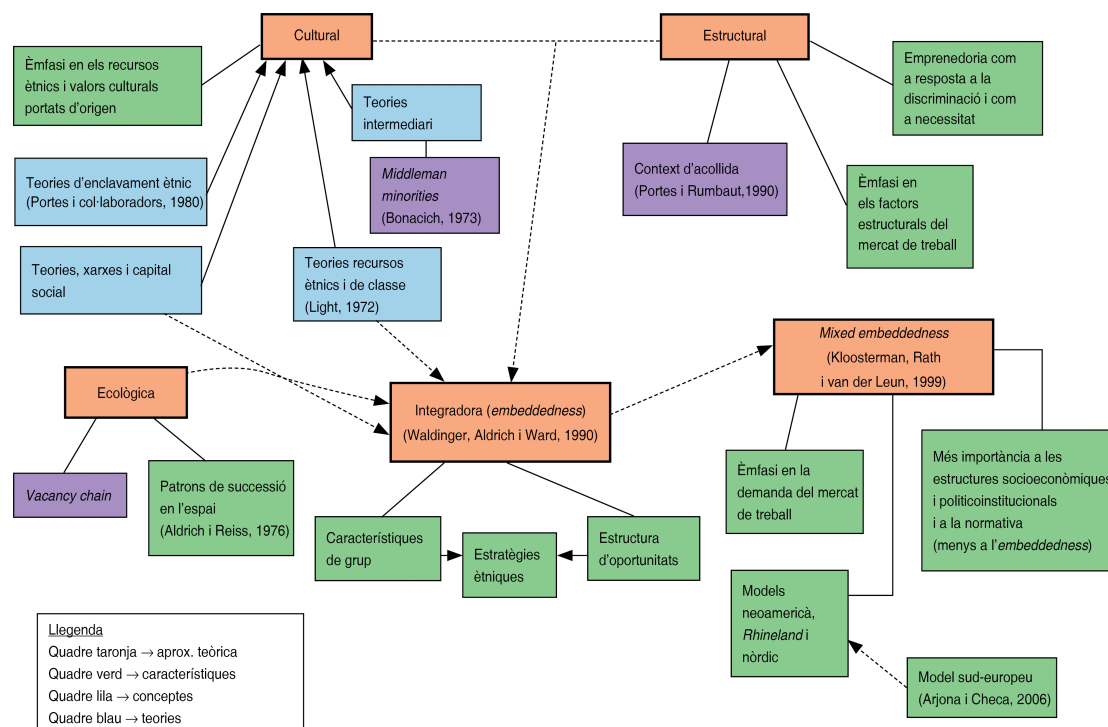 Cultural
Estructural
Èmfasi en els recursos
ètnics i valors culturals
portats d'origen
Emprenedoria com
a resposta a la
discriminació i com
a necessitat
Teories
intermediari
Middleman
minorities
(Bonacich, 1973)
Context d'acollida
(Portes i Rumbaut,1990)
Teories d'enclavament ètnic
(Portes i col·laboradors, 1980)
Èmfasi en
els factors
estructurals del
mercat de treball
Teories, xarxes i capital
social
Teories recursos
ètnics i de classe
(Light, 1972)
Mixed embeddedness
(Kloosterman, Rath
i van der Leun, 1999)
Ecològica
Integradora (embeddedness)
(Waldinger, Aldrich i Ward, 1990)
Vacancy chain
Patrons de successió
en l'espai
(Aldrich i Reiss, 1976)
Èmfasi en la
demanda del mercat
de treball
Més importància a les
estructures socioeconòmiques
i politicoinstitucionals
i a la normativa
(menys a l'embeddedness)
Característiques
de grup
Estratègies
ètniques
Estructura
d'oportunitats
Models
neoamericà,
Rhineland i
nòrdic
Model sud-europeu
(Arjona i Checa, 2006)
Llegenda
Quadre taronja → aprox. teòrica
Quadre verd → característiques
Quadre lila → conceptes
Quadre blau → teories